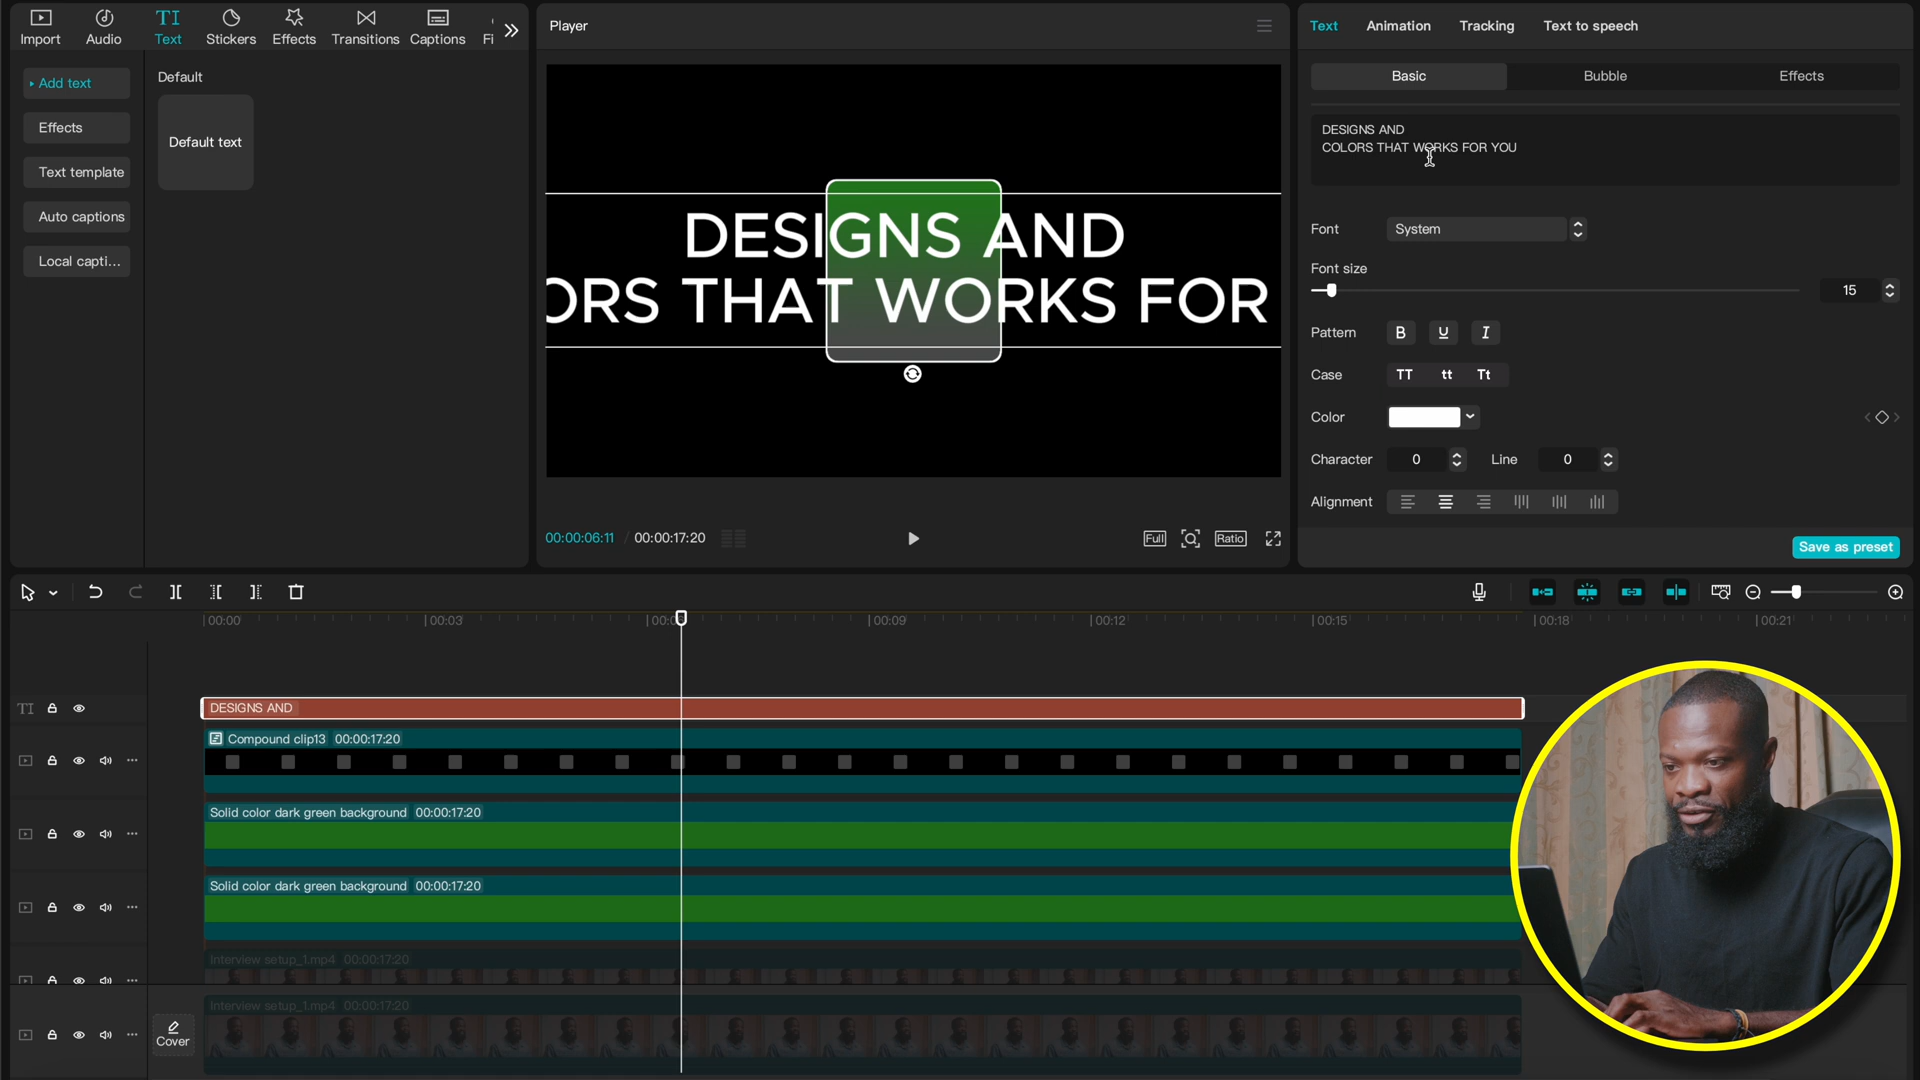 Import
Audio
TI
Text
Stickers
Effects
Transitions
Captions
Fi
Add text
Effects
Text template
Auto captions
Local capti...
Default
Default text
Player
DESIGNS AND
ORS THAT WORKS FOR
00:00:06:11 / 00:00:17:20
Full
Ratio
Text
Animation
Tracking
Text to speech
Basic
Bubble
Effects
DESIGNS AND
COLORS THAT WORKS FOR YOU
Font
System
Font size
15
Pattern
B
U
I
Case
TT
tt
Tt
Color
Character
0
Line
0
Alignment
Save as preset
00:00
00:03
00:0
00:09
00:12
00:15
00:18
00:21
TI
DESIGNS AND
Compound clip13 00:00:17:20
Solid color dark green background 00:00:17:20
Solid color dark green background 00:00:17:20
Interview setup_1.mp4 00:00:17:20
Interview setup_1.mp4 00:00:17:20
Cover